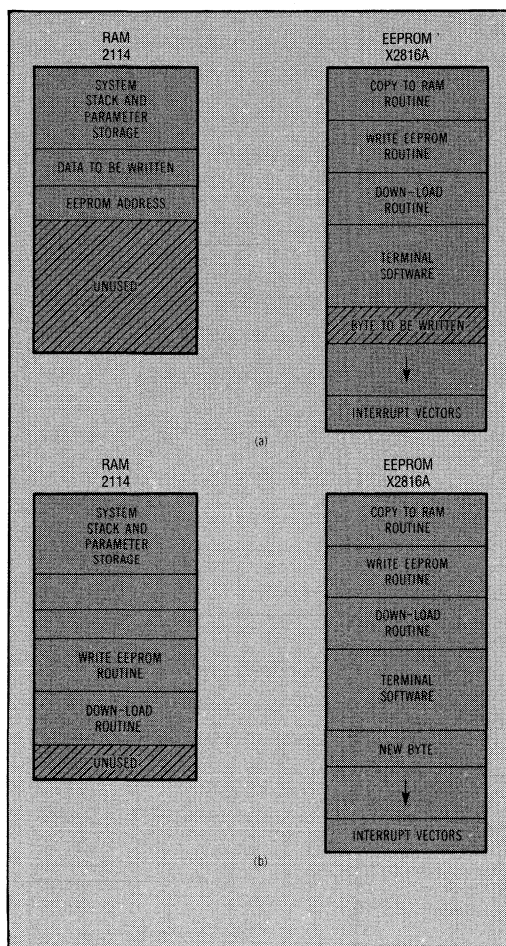 RAM
2114
SYSTEM
STACK AND
PARAMETER
STORAGE
DATA TO BE WRITTEN
EEPROM ADDRESS
UNUSED
EEPROM
X2816A
COPY TO RAM
ROUTINE
WRITE EEPROM
ROUTINE
DOWN-LOAD
ROUTINE
TERMINAL
SOFTWARE
BYTE TO BE WRITTEN
INTERRUPT VECTORS
(a)
RAM
2114
SYSTEM
STACK AND
PARAMETER
STORAGE
WRITE EEPROM
ROUTINE
DOWN-LOAD
ROUTINE
UNUSED
EEPROM
X2816A
COPY TO RAM
ROUTINE
WRITE EEPROM
ROUTINE
DOWN-LOAD
ROUTINE
TERMINAL
SOFTWARE
NEW BYTE
INTERRUPT VECTORS
(b)